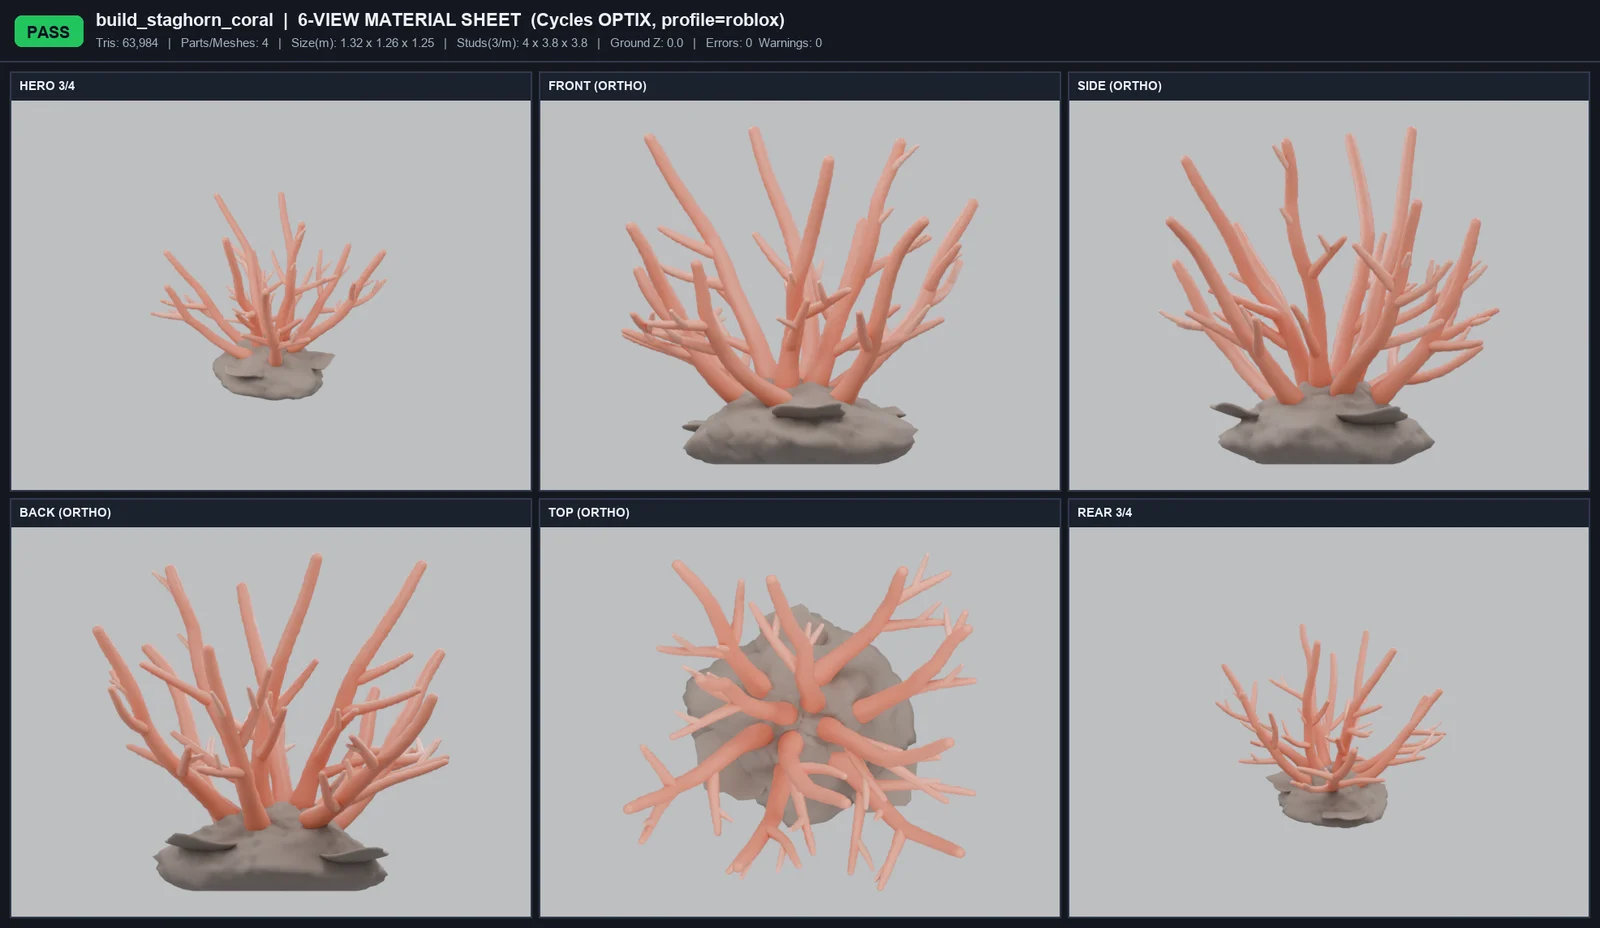 PASS
build_staghorn_coral | 6-VIEW MATERIAL SHEET (Cycles OPTIX, profile=roblox)
Tris: 63,984 | Parts/Meshes: 4 | Size(m): 1.32 x 1.26 x 1.25 | Studs(3/m): 4 x 3.8 x 3.8 | Ground Z: 0.0 | Errors: 0 Warnings: 0
HERO 3/4
FRONT (ORTHO)
SIDE (ORTHO)
BACK (ORTHO)
TOP (ORTHO)
REAR 3/4